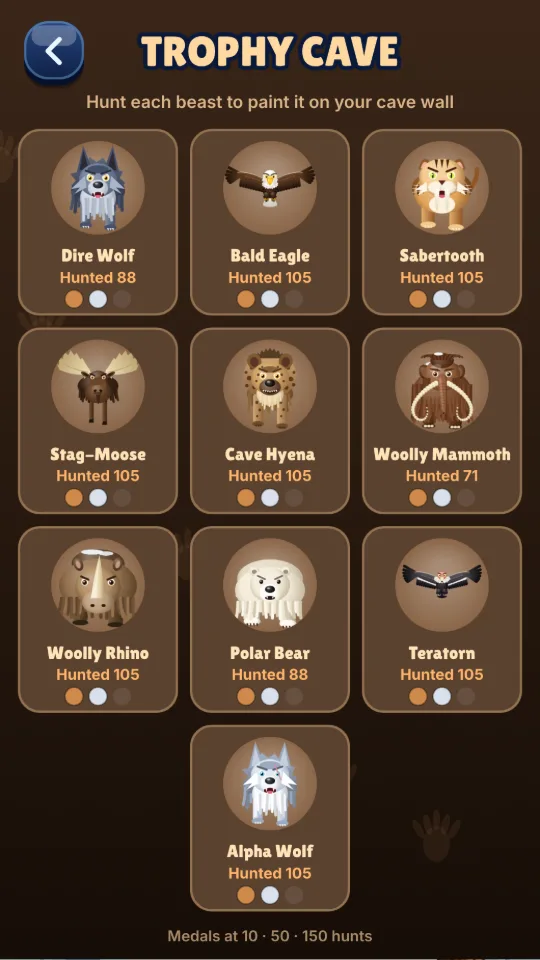 TROPHY CAVE
Hunt each beast to paint it on your cave wall
Dire Wolf
Hunted 88
Bald Eagle
Hunted 105
Sabertooth
Hunted 105
Stag-Moose
Hunted 105
Cave Hyena
Hunted 105
Woolly Mammoth
Hunted 71
Woolly Rhino
Hunted 105
Polar Bear
Hunted 88
Teratorn
Hunted 105
Alpha Wolf
Hunted 105
Medals at 10 · 50 · 150 hunts